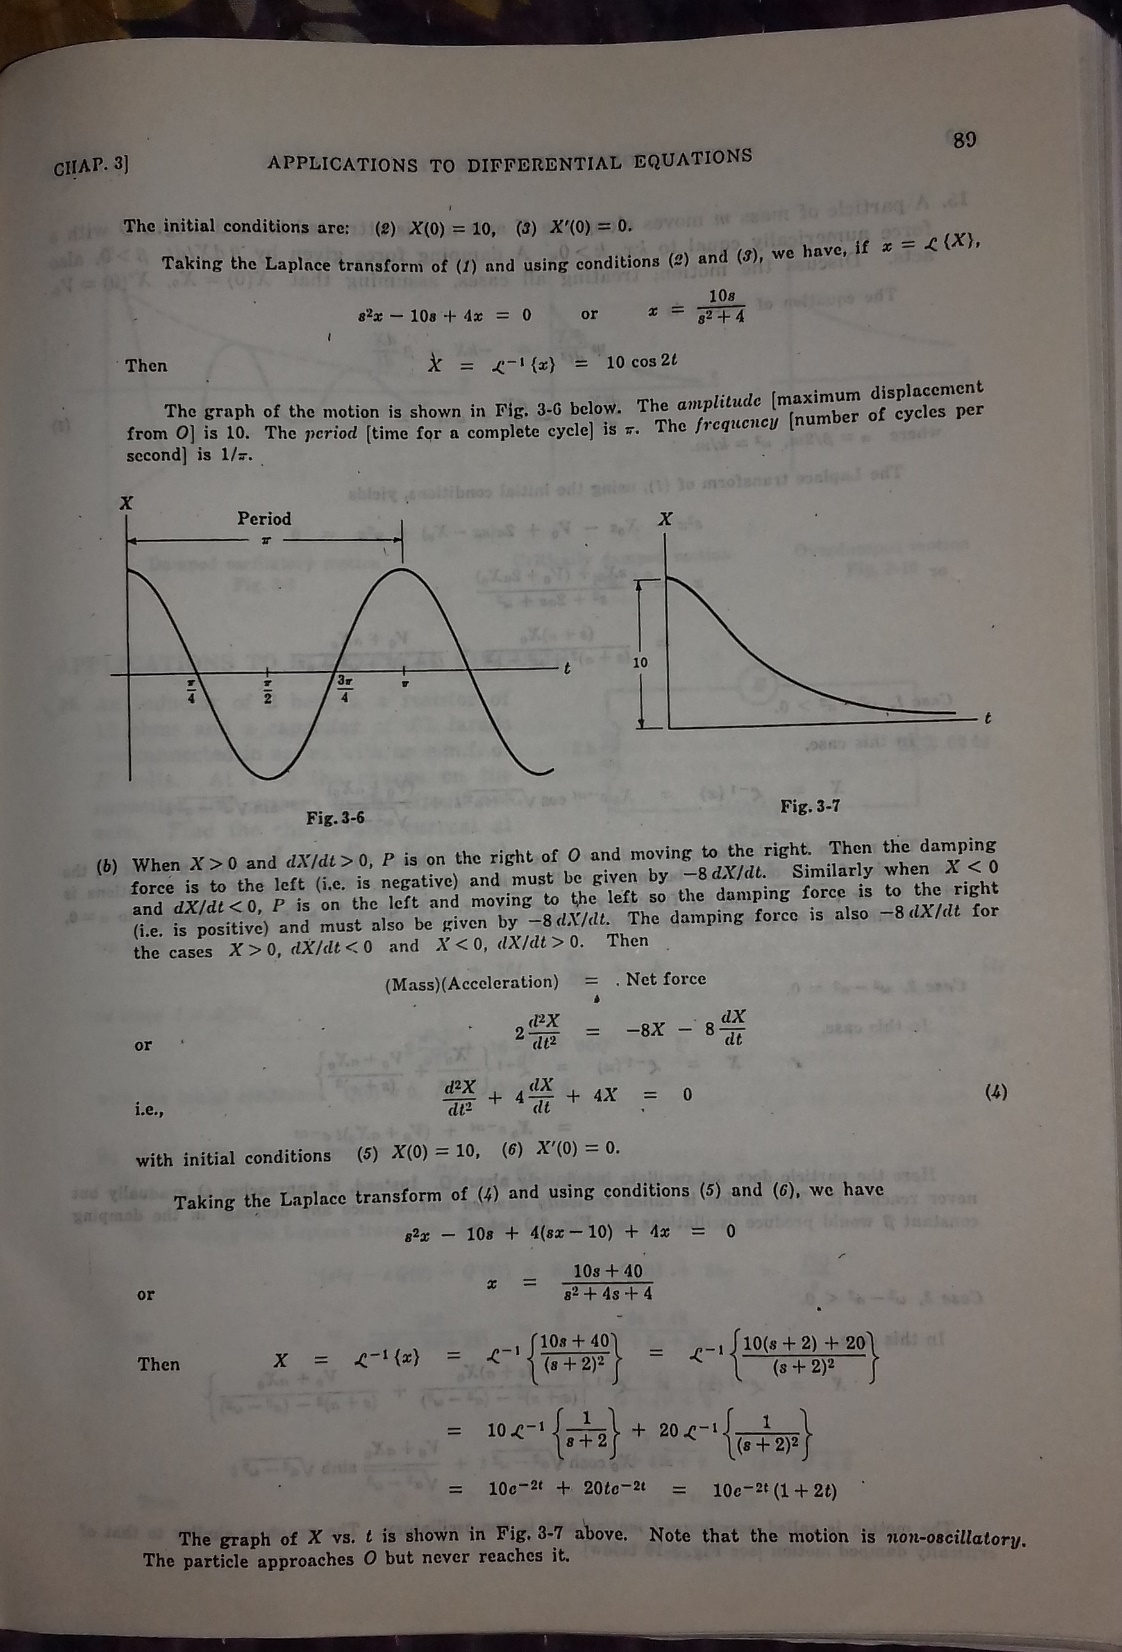 CHAP. 3] APPLICATIONS TO DIFFERENTIAL EQUATIONS 89
The initial conditions are: (2) X(0) = 10, (3) X′(0) = 0.
Taking the Laplace transform of (1) and using conditions (2) and (3), we have, if x = ℒ {X},
s²x − 10s + 4x = 0 or x = 10s/(s² + 4)
Then X = ℒ⁻¹{x} = 10 cos 2t
The graph of the motion is shown in Fig. 3-6 below. The amplitude [maximum displacement
from O] is 10. The period [time for a complete cycle] is π. The frequency [number of cycles per
second] is 1/π.
X
Period
π
t
π/4 π/2 3π/4 π
Fig. 3-6
X
10
t
Fig. 3-7
(b) When X > 0 and dX/dt > 0, P is on the right of O and moving to the right. Then the damping
force is to the left (i.e. is negative) and must be given by −8 dX/dt. Similarly when X < 0
and dX/dt < 0, P is on the left and moving to the left so the damping force is to the right
(i.e. is positive) and must also be given by −8 dX/dt. The damping force is also −8 dX/dt for
the cases X > 0, dX/dt < 0 and X < 0, dX/dt > 0. Then
(Mass)(Acceleration) = Net force
or 2 d²X/dt² = −8X − 8 dX/dt
i.e., d²X/dt² + 4 dX/dt + 4X = 0 (4)
with initial conditions (5) X(0) = 10, (6) X′(0) = 0.
Taking the Laplace transform of (4) and using conditions (5) and (6), we have
s²x − 10s + 4(sx − 10) + 4x = 0
or x = (10s + 40)/(s² + 4s + 4)
Then X = ℒ⁻¹{x} = ℒ⁻¹{(10s + 40)/(s + 2)²} = ℒ⁻¹{(10(s + 2) + 20)/(s + 2)²}
= 10 ℒ⁻¹{1/(s + 2)} + 20 ℒ⁻¹{1/(s + 2)²}
= 10e⁻²ᵗ + 20te⁻²ᵗ = 10e⁻²ᵗ (1 + 2t)
The graph of X vs. t is shown in Fig. 3-7 above. Note that the motion is non-oscillatory.
The particle approaches O but never reaches it.